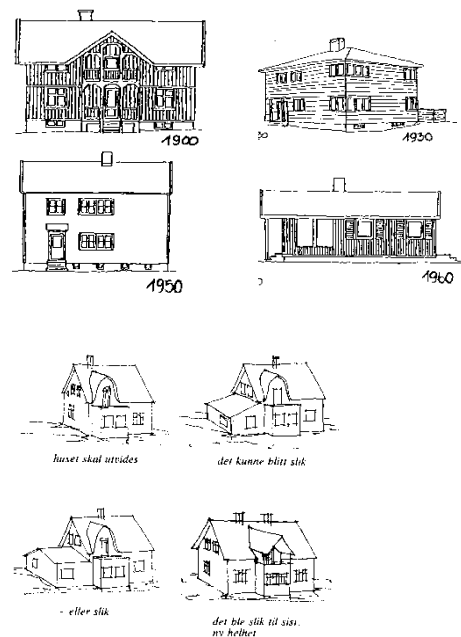 1900
1930
1950
1960
huset skal utvides
det kunne blitt slik
- eller slik
det ble slik til sist.
ny helhet